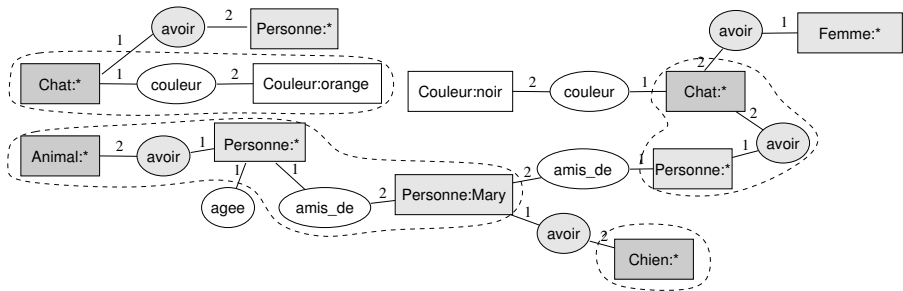 avoir
2
Personne:*
1
Chat:*
1
couleur
2
Couleur:orange
avoir
1
Femme:*
2
Couleur:noir
2
couleur
1
Chat:*
2
avoir
1
Personne:*
1
amis_de
2
Animal:*
2
avoir
1
Personne:*
1
1
agee
amis_de
2
Personne:Mary
1
avoir
2
Chien:*